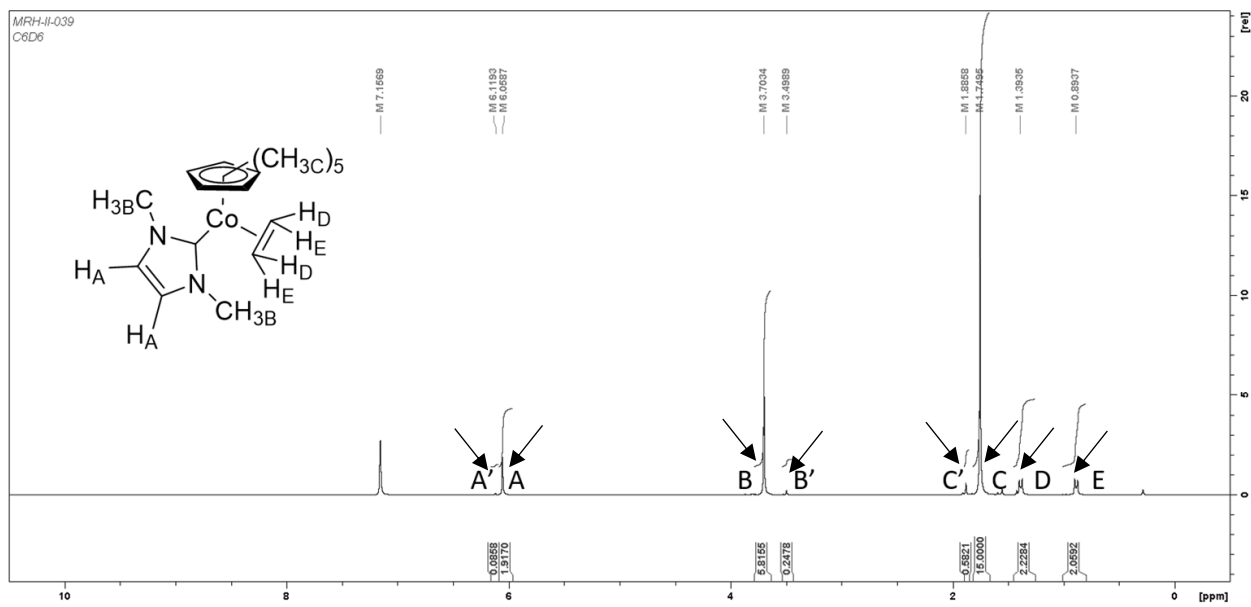 MRH-II-039
C6D6
[rel]
M 7.1569
M 6.1193
M 6.0587
M 3.7034
M 3.4989
M 1.8858
M 1.7495
M 1.3935
M 0.8937
20
15
10
5
0
(CH3C)5
H3BC
Co
HD
N
HE
HD
HA
N
HE
CH3B
HA
A' A B B' C' C D E
0.0858
1.9170
5.8155
0.2478
0.5821
15.0000
2.2284
2.0592
10 8 6 4 2 0 [ppm]